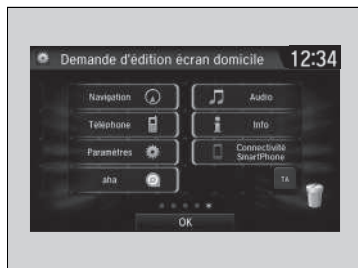 Demande d'édition écran domicile 12:34
Navigation
Audio
Téléphone
Info
Paramètres
Connectivité
SmartPhone
aha
TA
OK